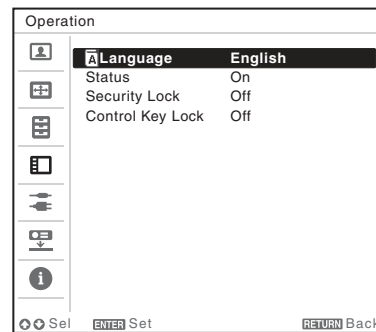 Operation
A Language English
Status On
Security Lock Off
Control Key Lock Off
Sel ENTER Set RETURN Back